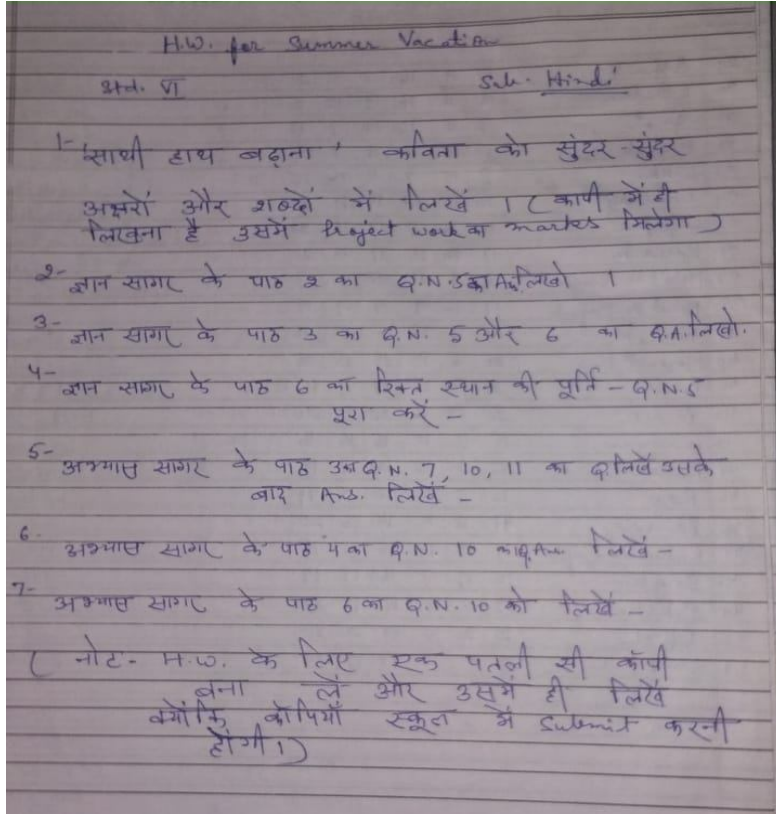 H.W. for Summer Vacation
Std. VI Sub. Hindi
1- 'साथी हाथ बढ़ाना' कविता को सुंदर-सुंदर
अक्षरों और शब्दों में लिखें । ( कापी में ही
लिखना है उसमें Project work का marks मिलेगा )
2- ज्ञान सागर के पाठ 2 का Q.N. 5 का Ans लिखो ।
3- ज्ञान सागर के पाठ 3 का Q.N. 5 और 6 का Q.A. लिखो.
4- ज्ञान सागर के पाठ 6 का रिक्त स्थान की पूर्ति - Q.N. 5
पूरा करें -
5- अभ्यास सागर के पाठ 3 का Q.N. 7, 10, 11 का Q लिखें उसके
बाद Ans. लिखें -
6- अभ्यास सागर के पाठ 4 का Q.N. 10 का Q Ans लिखें -
7- अभ्यास सागर के पाठ 6 का Q.N. 10 को लिखें -
( नोट- H.W. के लिए एक पतली सी कॉपी
बना लें और उसमें ही लिखें
क्योंकि कोपियाँ स्कूल में Submit करनी
होंगी ।)